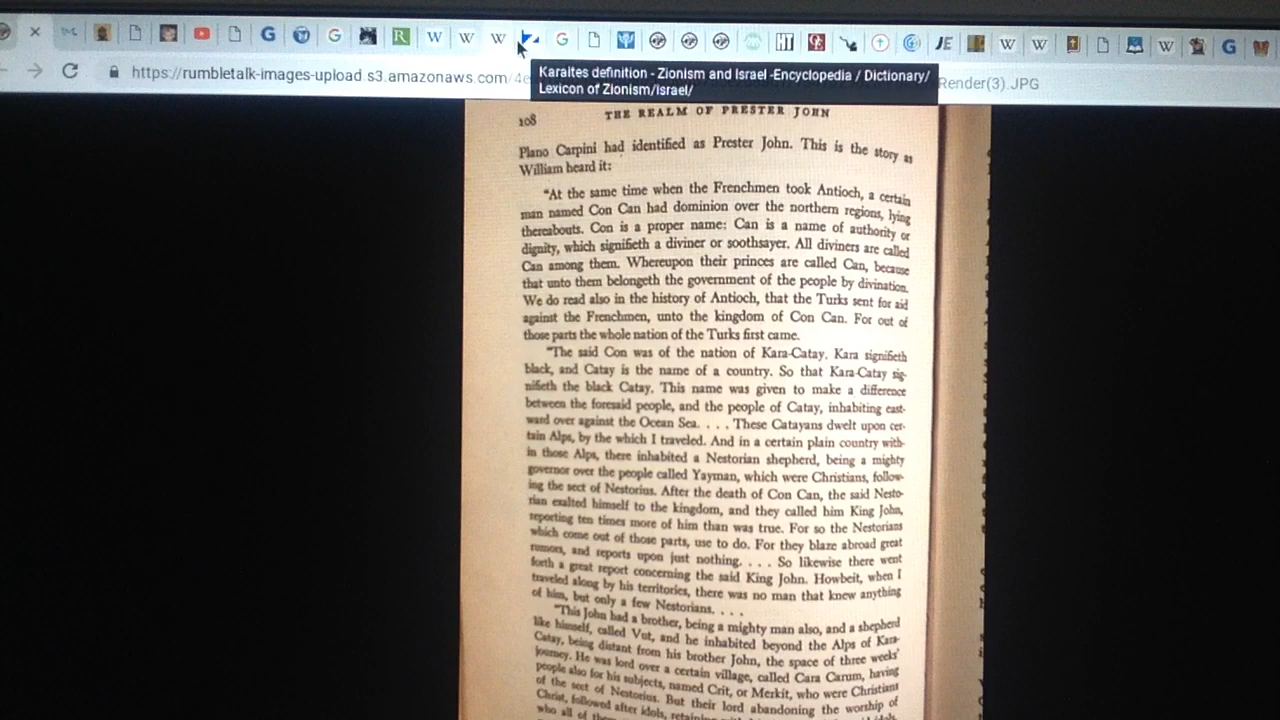 https://rumbletalk-images-upload.s3.amazonaws.com/4e
Render(3).JPG
Karaites definition - Zionism and Israel -Encyclopedia / Dictionary/
Lexicon of Zionism/Israel/
108 THE REALM OF PRESTER JOHN
Plano Carpini had identified as Prester John. This is the story as
William heard it:
"At the same time when the Frenchmen took Antioch, a certain
man named Con Can had dominion over the northern regions, lying
thereabouts. Con is a proper name: Can is a name of authority or
dignity, which signifieth a diviner or soothsayer. All diviners are called
Can among them. Whereupon their princes are called Can, because
that unto them belongeth the government of the people by divination.
We do read also in the history of Antioch, that the Turks sent for aid
against the Frenchmen, unto the kingdom of Con Can. For out of
those parts the whole nation of the Turks first came.
"The said Con was of the nation of Kara-Catay. Kara signifieth
black, and Catay is the name of a country. So that Kara-Catay sig-
nifieth the black Catay. This name was given to make a difference
between the foresaid people, and the people of Catay, inhabiting east-
ward over against the Ocean Sea. . . . These Catayans dwelt upon cer-
tain Alps, by the which I traveled. And in a certain plain country with-
in those Alps, there inhabited a Nestorian shepherd, being a mighty
governor over the people called Yayman, which were Christians, follow-
ing the sect of Nestorius. After the death of Con Can, the said Nesto-
rian exalted himself to the kingdom, and they called him King John,
reporting ten times more of him than was true. For so the Nestorians
which come out of those parts, use to do. For they blaze abroad great
rumors, and reports upon just nothing. . . . So likewise there went
forth a great report concerning the said King John. Howbeit, when I
traveled along by his territories, there was no man that knew anything
of him, but only a few Nestorians. . . .
"This John had a brother, being a mighty man also, and a shepherd
like himself, called Vut, and he inhabited beyond the Alps of Kara-
Catay, being distant from his brother John, the space of three weeks'
journey. He was lord over a certain village, called Cara Carum, having
people also for his subjects, named Crit, or Merkit, who were Christians
of the sect of Nestorius. But their lord abandoning the worship of
Christ, followed after idols, retaining
who all of them